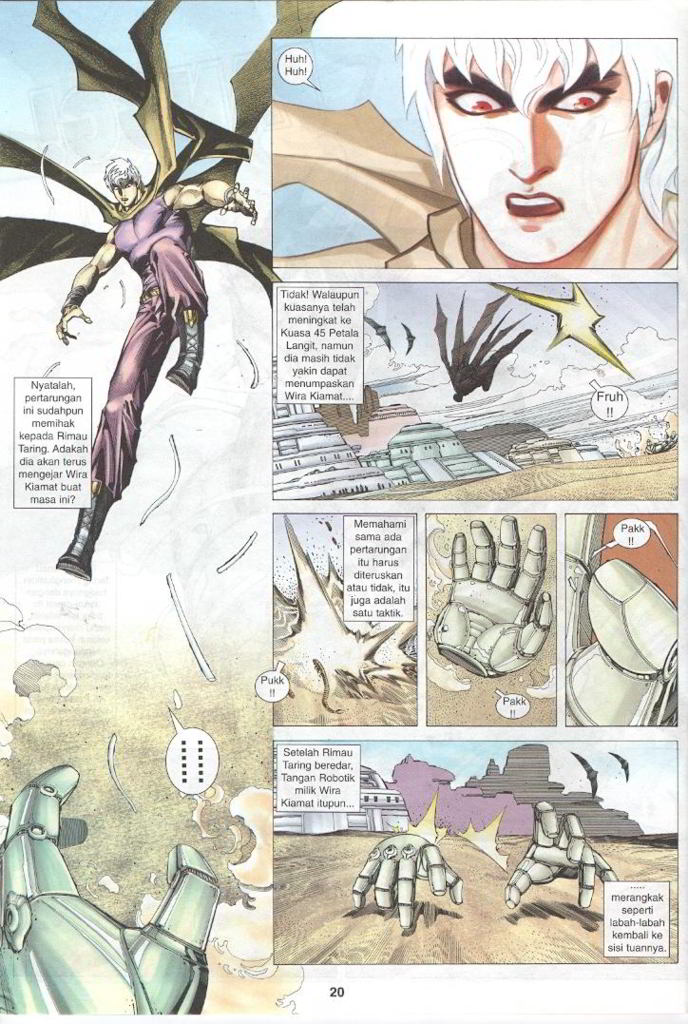 Nyatalah,
pertarungan
ini sudahpun
memihak
kepada Rimau
Taring. Adakah
dia akan terus
mengejar Wira
Kiamat buat
masa ini?
Huh!
Huh!
Tidak! Walaupun
kuasanya telah
meningkat ke
Kuasa 45 Petala
Langit, namun
dia masih tidak
yakin dapat
menumpaskan
Wira Kiamat....
Fruh
!!
Memahami
sama ada
pertarungan
itu harus
diteruskan
atau tidak, itu
juga adalah
satu taktik.
Pukk
!!
Pakk
!!
Pakk
!!
Setelah Rimau
Taring beredar,
Tangan Robotik
milik Wira
Kiamat itupun...
.....
merangkak
seperti
labah-labah
kembali ke
sisi tuannya.
20